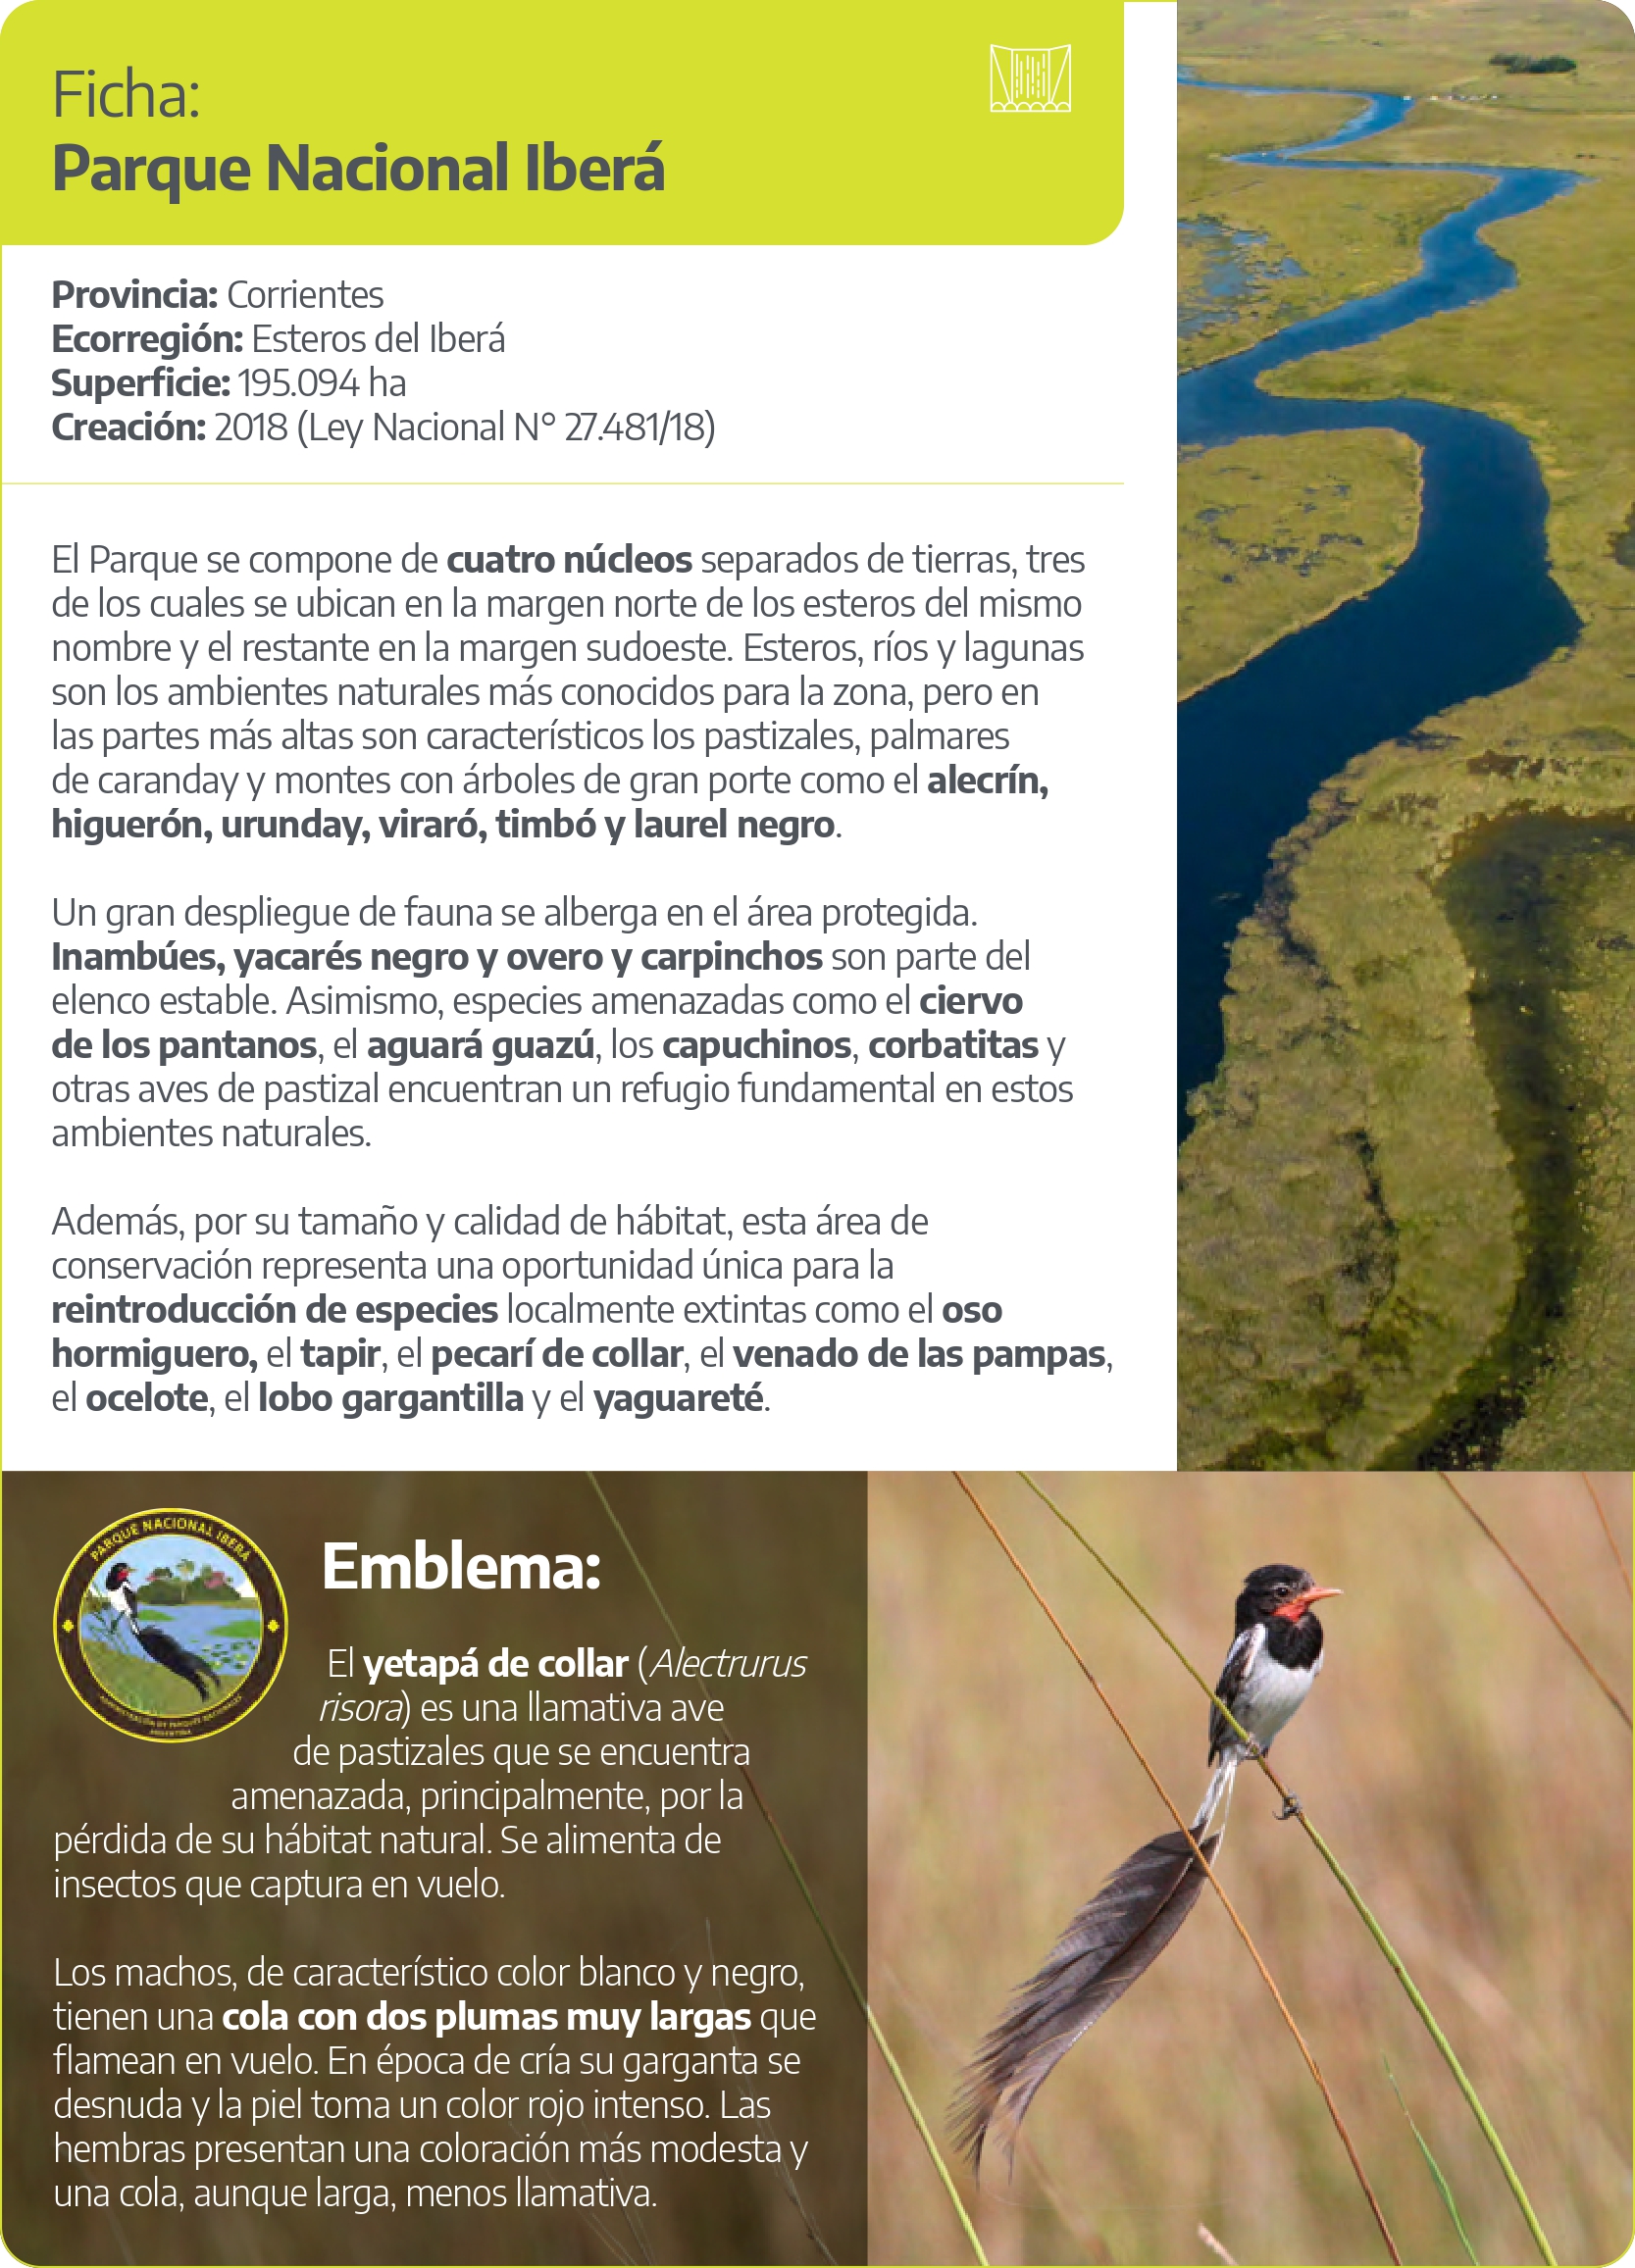 Ficha:
Parque Nacional Iberá
Provincia: Corrientes
Ecorregión: Esteros del Iberá
Superficie: 195.094 ha
Creación: 2018 (Ley Nacional N° 27.481/18)
El Parque se compone de cuatro núcleos separados de tierras, tres
de los cuales se ubican en la margen norte de los esteros del mismo
nombre y el restante en la margen sudoeste. Esteros, ríos y lagunas
son los ambientes naturales más conocidos para la zona, pero en
las partes más altas son característicos los pastizales, palmares
de caranday y montes con árboles de gran porte como el alecrín,
higuerón, urunday, viraró, timbó y laurel negro.
Un gran despliegue de fauna se alberga en el área protegida.
Inambúes, yacarés negro y overo y carpinchos son parte del
elenco estable. Asimismo, especies amenazadas como el ciervo
de los pantanos, el aguará guazú, los capuchinos, corbatitas y
otras aves de pastizal encuentran un refugio fundamental en estos
ambientes naturales.
Además, por su tamaño y calidad de hábitat, esta área de
conservación representa una oportunidad única para la
reintroducción de especies localmente extintas como el oso
hormiguero, el tapir, el pecarí de collar, el venado de las pampas,
el ocelote, el lobo gargantilla y el yaguareté.
PARQUE NACIONAL IBERÁ
ADMINISTRACIÓN DE PARQUES NACIONALES
ARGENTINA
Emblema:
El yetapá de collar (Alectrurus
risora) es una llamativa ave
de pastizales que se encuentra
amenazada, principalmente, por la
pérdida de su hábitat natural. Se alimenta de
insectos que captura en vuelo.
Los machos, de característico color blanco y negro,
tienen una cola con dos plumas muy largas que
flamean en vuelo. En época de cría su garganta se
desnuda y la piel toma un color rojo intenso. Las
hembras presentan una coloración más modesta y
una cola, aunque larga, menos llamativa.